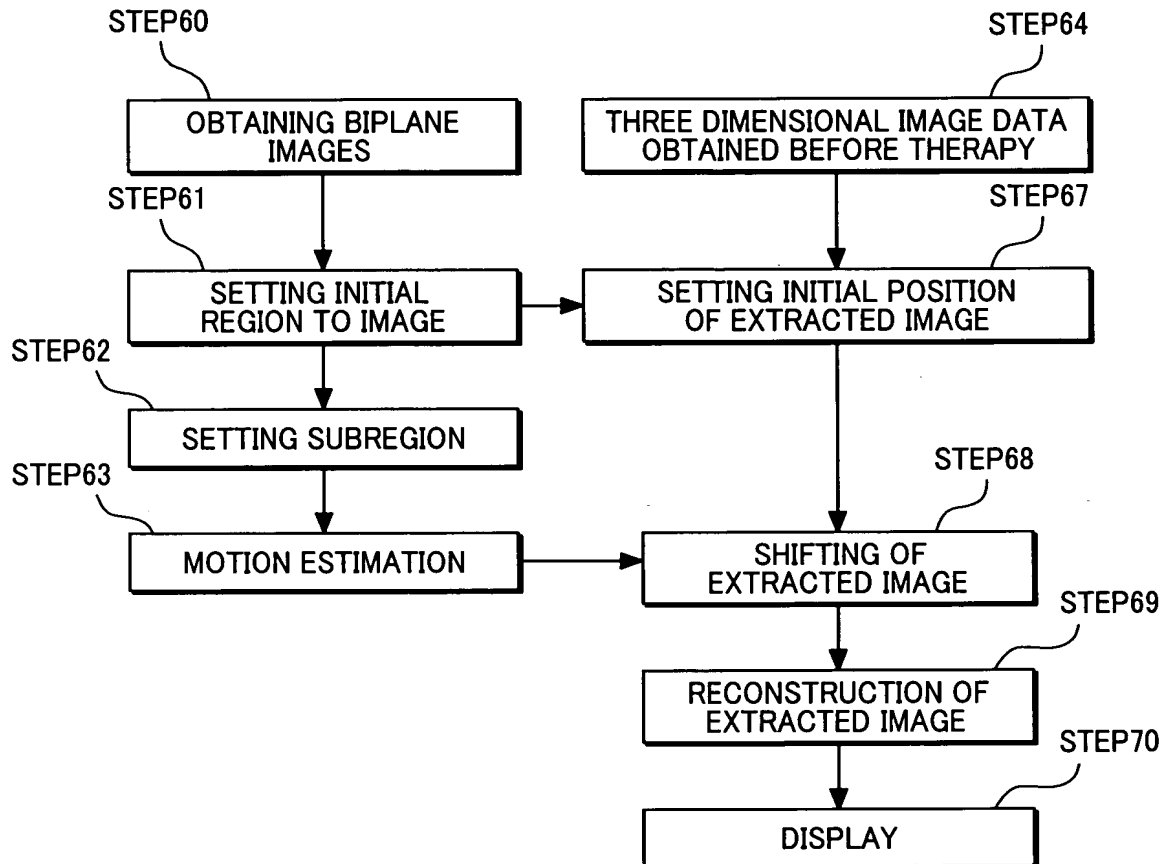 STEP60
OBTAINING BIPLANE
IMAGES
STEP64
THREE DIMENSIONAL IMAGE DATA
OBTAINED BEFORE THERAPY
STEP61
SETTING INITIAL
REGION TO IMAGE
STEP67
SETTING INITIAL POSITION
OF EXTRACTED IMAGE
STEP62
SETTING SUBREGION
STEP63
MOTION ESTIMATION
STEP68
SHIFTING OF
EXTRACTED IMAGE
STEP69
RECONSTRUCTION OF
EXTRACTED IMAGE
STEP70
DISPLAY